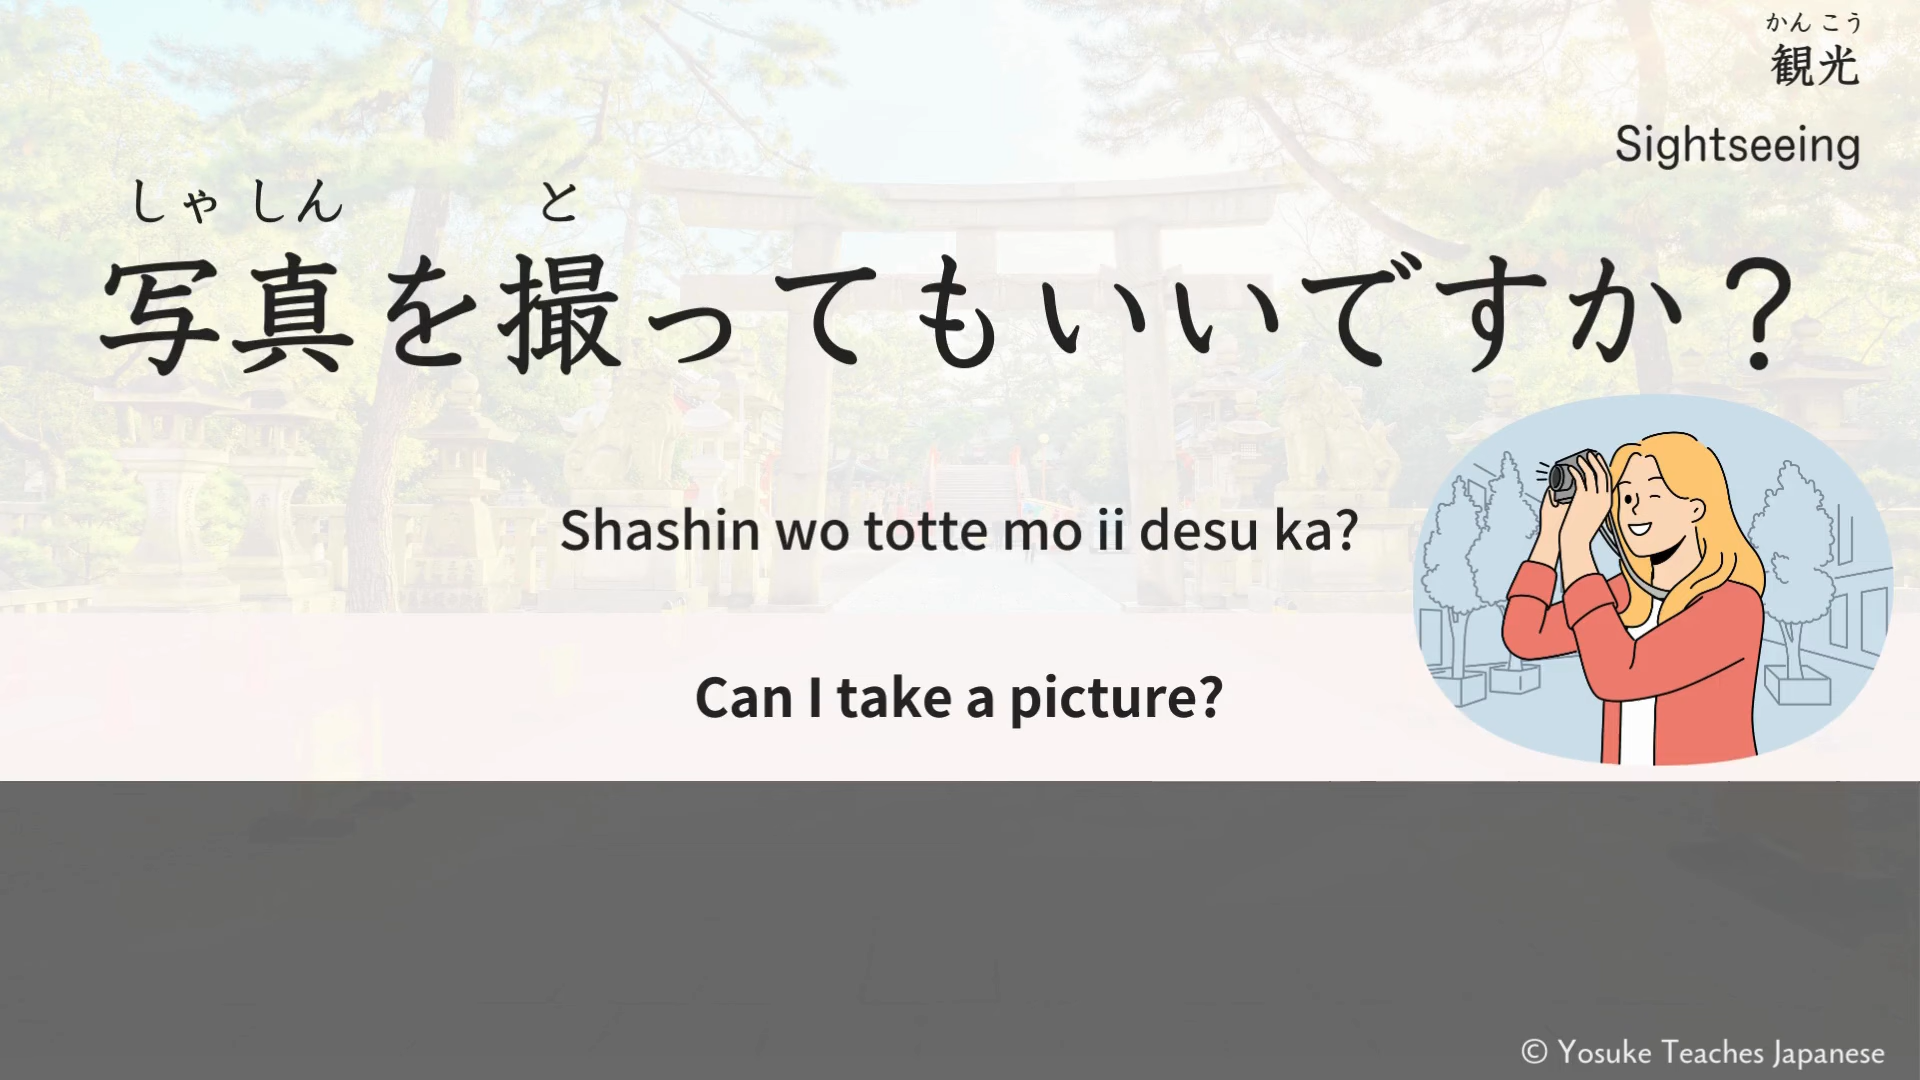 かんこう
観光
Sightseeing
しゃしん と
写真を撮ってもいいですか？
Shashin wo totte mo ii desu ka?
Can I take a picture?
© Yosuke Teaches Japanese